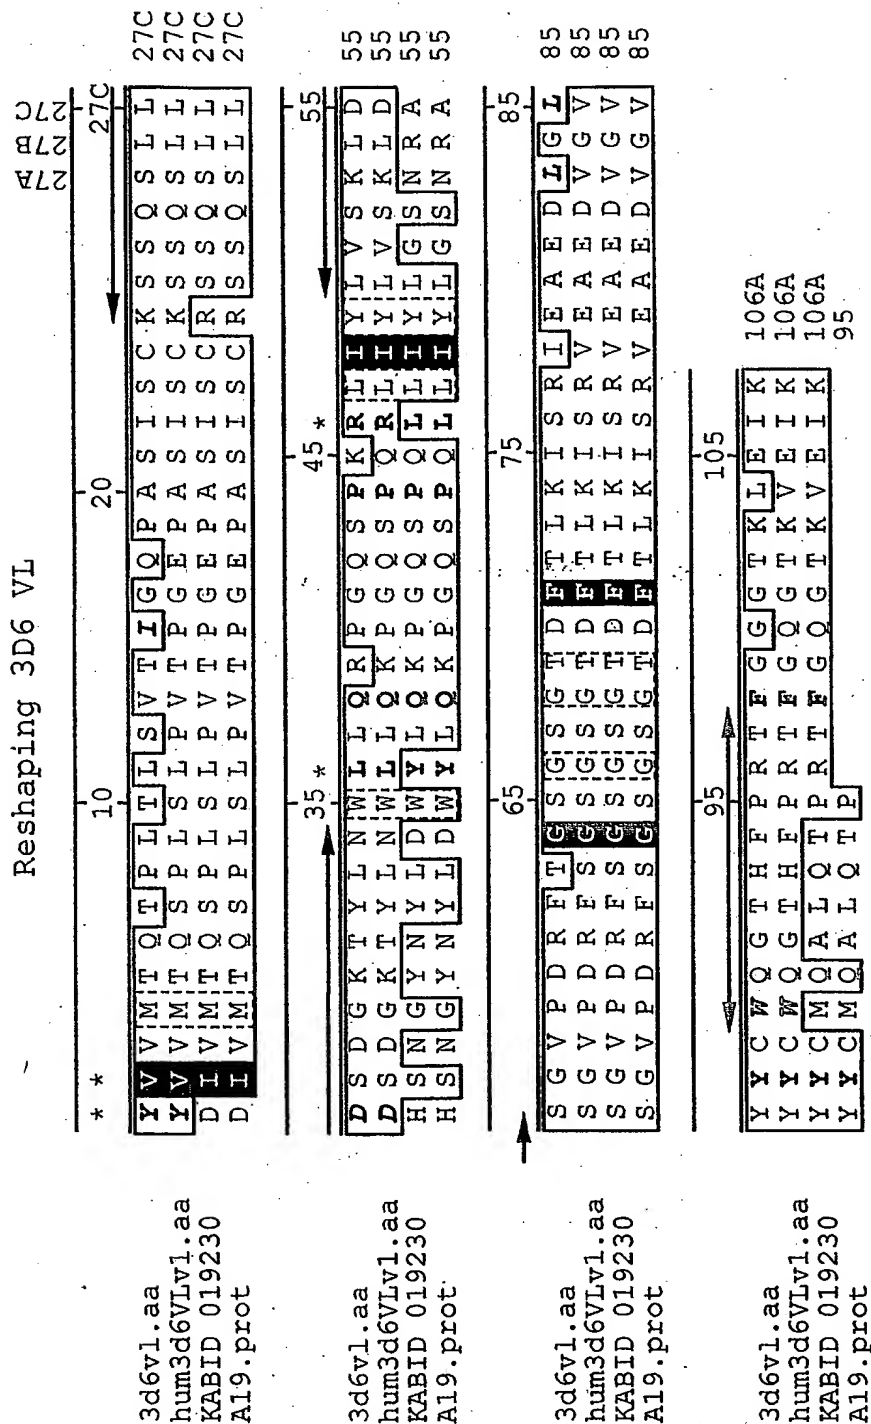 Reshaping 3D6 VL
27A 27B 27C
* * 10 20 27C
3d6vl.aa Y V V M T Q T P L T L S V T I G Q P A S I S C K S S Q S L L 27C
hum3d6VLv1.aa Y V V M T Q S P L S L P V T P G E P A S I S C K S S Q S L L 27C
KABID 019230 D I V M T Q S P L S L P V T P G E P A S I S C R S S Q S L L 27C
A19.prot D I V M T Q S P L S L P V T P G E P A S I S C R S S Q S L L 27C
35 * 45 * 55
3d6vl.aa D S D G K T Y L N W L L Q R P G Q S P K R L I Y L V S K L D 55
hum3d6VLv1.aa D S D G K T Y L N W L L Q K P G Q S P Q R L I Y L V S K L D 55
KABID 019230 H S N G Y N Y L D W Y L Q K P G Q S P Q L L I Y L G S N R A 55
A19.prot H S N G Y N Y L D W Y L Q K P G Q S P Q L L I Y L G S N R A 55
65 75 85
3d6vl.aa S G V P D R F T G S G S G T D F T L K I S R I E A E D L G L 85
hum3d6VLv1.aa S G V P D R F S G S G S G T D F T L K I S R V E A E D V G V 85
KABID 019230 S G V P D R F S G S G S G T D F T L K I S R V E A E D V G V 85
A19.prot S G V P D R F S G S G S G T D F T L K I S R V E A E D V G V 85
95 105
3d6vl.aa Y Y C W Q G T H F P R T F G G G T K L E I K 106A
hum3d6VLv1.aa Y Y C W Q G T H F P R T F G Q G T K V E I K 106A
KABID 019230 Y Y C M Q A L Q T P R T F G Q G T K V E I K 106A
A19.prot Y Y C M Q A L Q T P 95